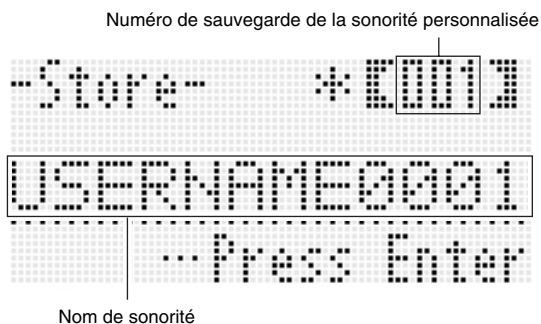 Numéro de sauvegarde de la sonorité personnalisée
-Store- *【001】
USERNAME0001
…Press Enter
Nom de sonorité